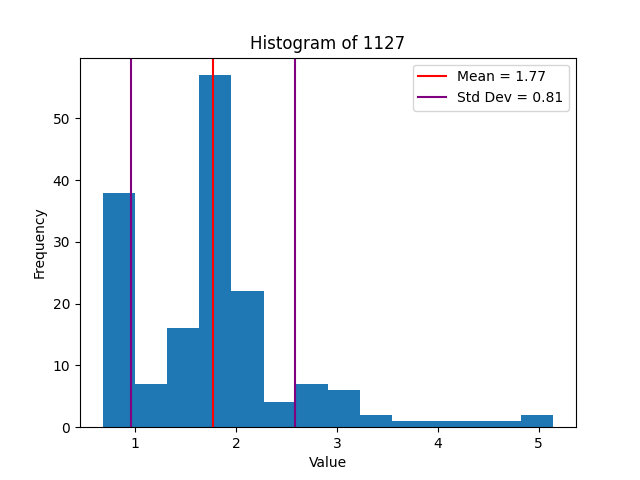 Histogram of 1127
Mean = 1.77
Std Dev = 0.81
Frequency
50
40
30
20
10
0
1 2 3 4 5
Value